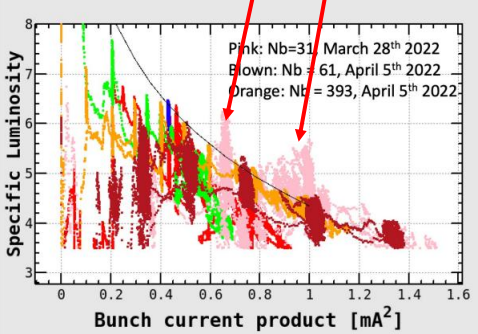 8
7
6
5
4
3
Specific Luminosity
Pink: Nb=31, March 28th 2022
Blown: Nb = 61, April 5th 2022
Orange: Nb = 393, April 5th 2022
0 0.2 0.4 0.6 0.8 1 1.2 1.4 1.6
Bunch current product [mA2]